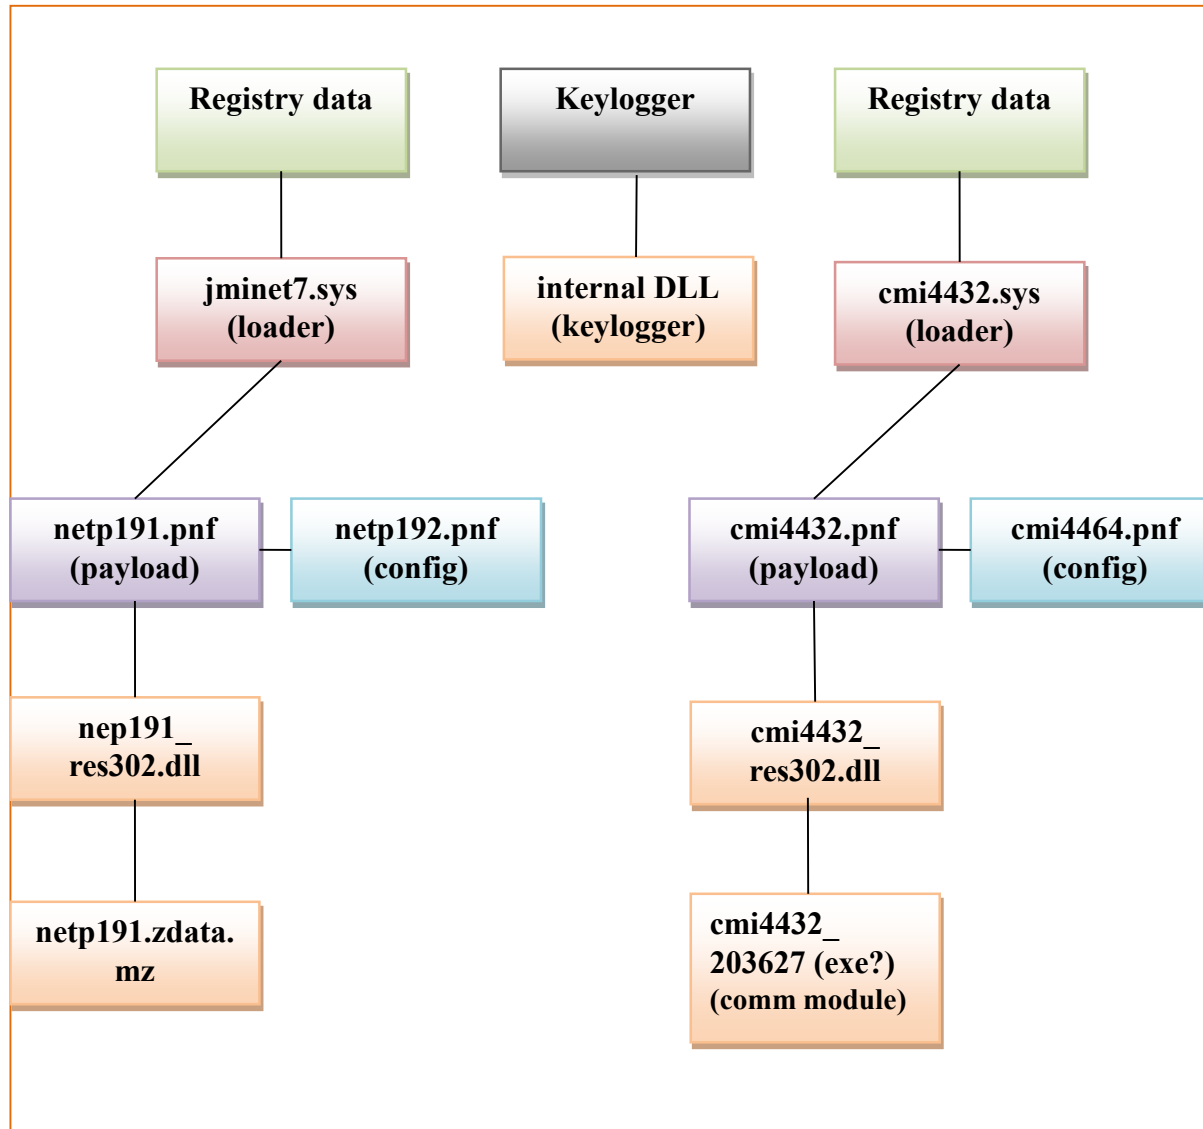 Registry data
Keylogger
Registry data
jminet7.sys
(loader)
internal DLL
(keylogger)
cmi4432.sys
(loader)
netp191.pnf
(payload)
netp192.pnf
(config)
cmi4432.pnf
(payload)
cmi4464.pnf
(config)
nep191_
res302.dll
cmi4432_
res302.dll
netp191.zdata.
mz
cmi4432_
203627 (exe?)
(comm module)